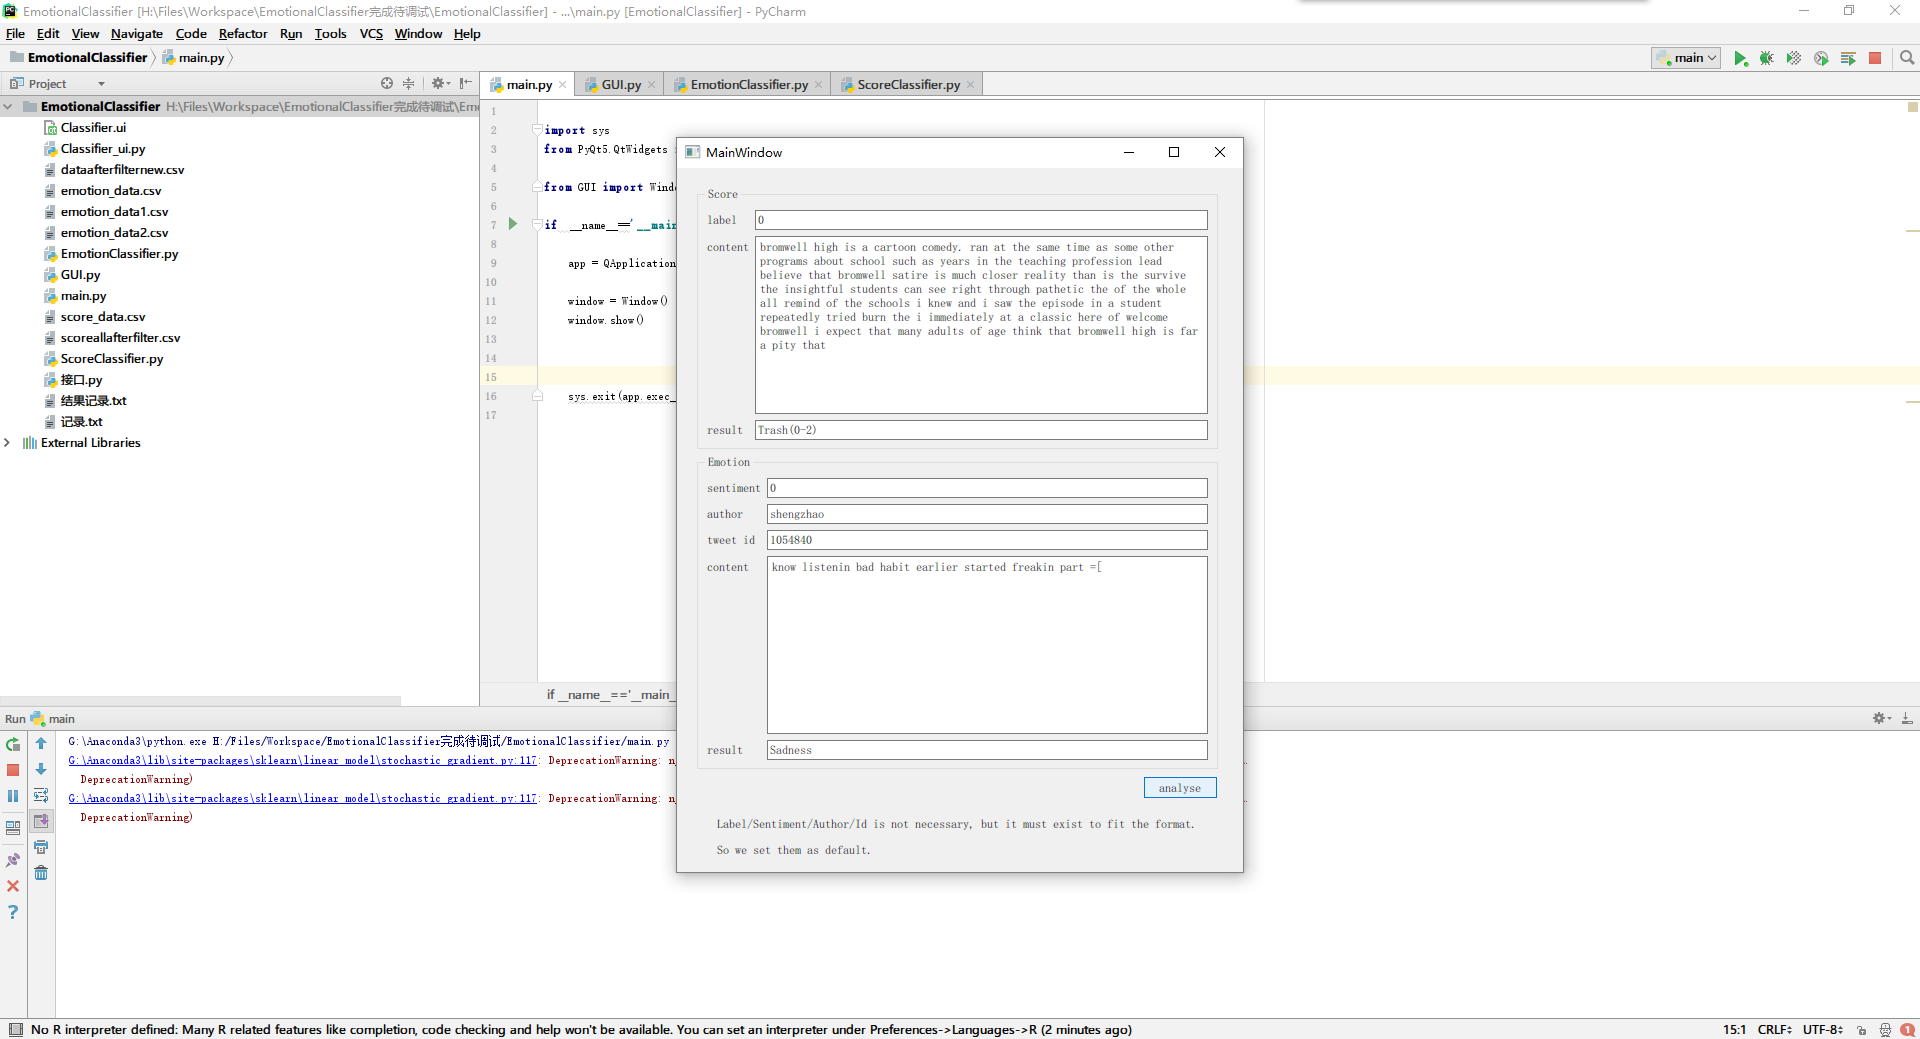 EmotionalClassifier [H:\Files\Workspace\EmotionalClassifier完成待调试\EmotionalClassifier] - ...\main.py [EmotionalClassifier] - PyCharm
File Edit View Navigate Code Refactor Run Tools VCS Window Help
EmotionalClassifier main.py
main
Project
main.py GUI.py EmotionClassifier.py ScoreClassifier.py
EmotionalClassifier H:\Files\Workspace\EmotionalClassifier完成待调试\Em
Classifier.ui
Classifier_ui.py
dataafterfilternew.csv
emotion_data.csv
emotion_data1.csv
emotion_data2.csv
EmotionClassifier.py
GUI.py
main.py
score_data.csv
scoreallafterfilter.csv
ScoreClassifier.py
接口.py
结果记录.txt
记录.txt
External Libraries
1
2 import sys
3 from PyQt5.QtWidgets
4
5 from GUI import Wind
6
7 if __name__=='__main
8
9 app = QApplication
10
11 window = Window()
12 window.show()
13
14
15
16 sys.exit(app.exec_
17
if __name__=='__main_
MainWindow
Score
label 0
content bromwell high is a cartoon comedy. ran at the same time as some other
programs about school such as years in the teaching profession lead
believe that bromwell satire is much closer reality than is the survive
the insightful students can see right through pathetic the of the whole
all remind of the schools i knew and i saw the episode in a student
repeatedly tried burn the i immediately at a classic here of welcome
bromwell i expect that many adults of age think that bromwell high is far
a pity that
result Trash(0-2)
Emotion
sentiment 0
author shengzhao
tweet id 1054840
content know listenin bad habit earlier started freakin part =[
result Sadness
analyse
Label/Sentiment/Author/Id is not necessary, but it must exist to fit the format.
So we set them as default.
Run main
G:\Anaconda3\python.exe H:/Files/Workspace/EmotionalClassifier完成待调试/EmotionalClassifier/main.py
G:\Anaconda3\lib\site-packages\sklearn\linear_model\stochastic_gradient.py:117: DeprecationWarning: n
DeprecationWarning)
G:\Anaconda3\lib\site-packages\sklearn\linear_model\stochastic_gradient.py:117: DeprecationWarning: n
DeprecationWarning)
No R interpreter defined: Many R related features like completion, code checking and help won't be available. You can set an interpreter under Preferences->Languages->R (2 minutes ago)
15:1 CRLF UTF-8 1